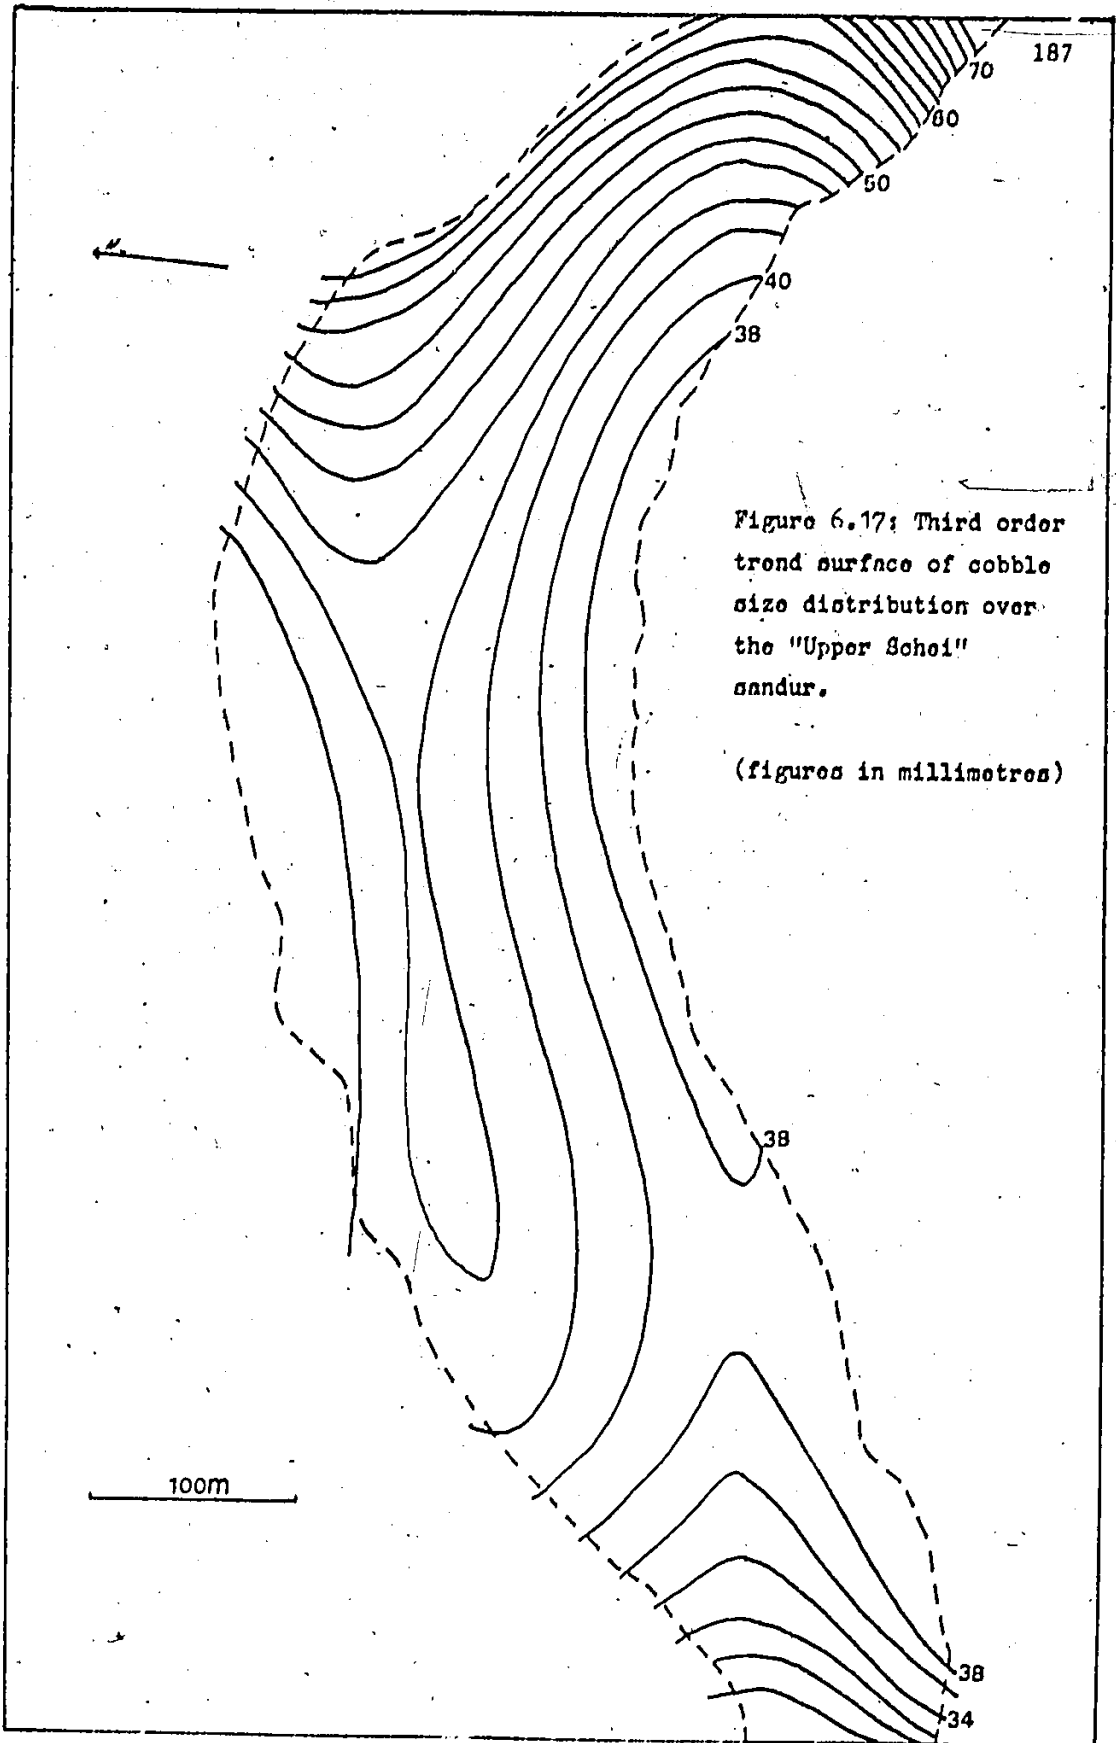 187
70
60
50
40
38
N.
Figure 6.17: Third order
trend surface of cobble
size distribution over
the "Upper Schei"
sandur.
(figures in millimetres)
38
100m
38
34